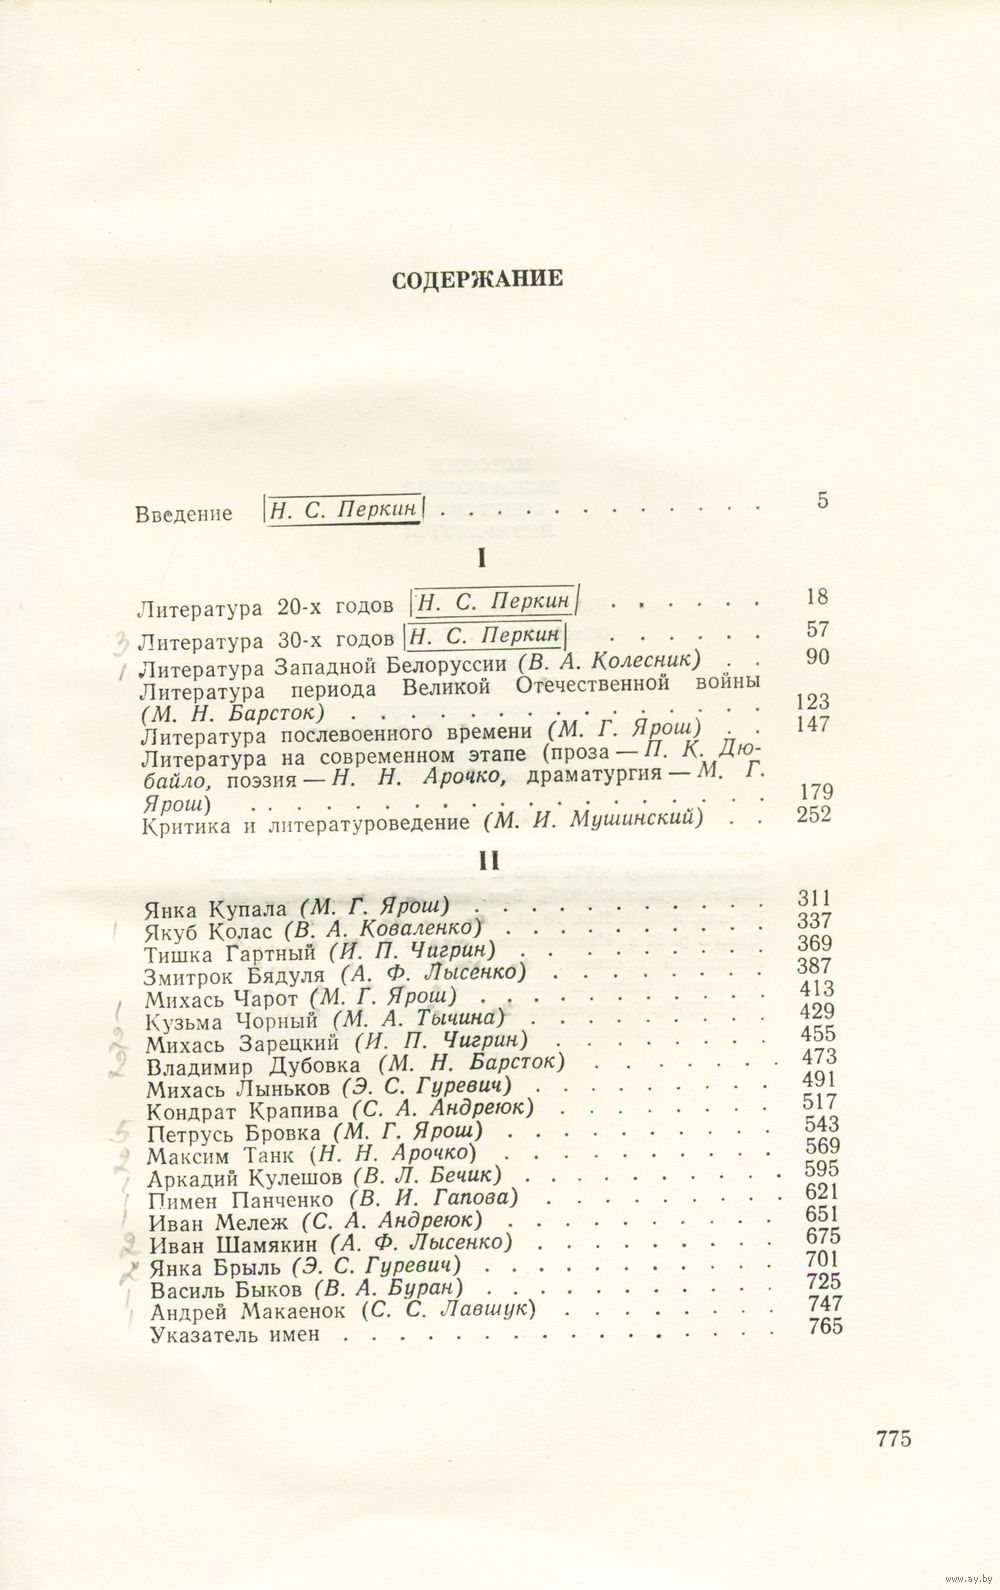 СОДЕРЖАНИЕ
Введение Н. С. Перкин . . . . . . . . . . . . 5
I
Литература 20-х годов Н. С. Перкин . . . . . . 18
3 Литература 30-х годов Н. С. Перкин . . . . . . 57
Литература Западной Белоруссии (В. А. Колесник) . . 90
Литература периода Великой Отечественной войны
(М. Н. Барсток) . . . . . . . . . . . . . . . 123
Литература послевоенного времени (М. Г. Ярош) . . 147
Литература на современном этапе (проза — П. К. Дю-
байло, поэзия — Н. Н. Арочко, драматургия — М. Г.
Ярош) . . . . . . . . . . . . . . . . . . . 179
Критика и литературоведение (М. И. Мушинский) . . 252
II
Янка Купала (М. Г. Ярош) . . . . . . . . . . . 311
Якуб Колас (В. А. Коваленко) . . . . . . . . . . 337
Тишка Гартный (И. П. Чигрин) . . . . . . . . . 369
Змитрок Бядуля (А. Ф. Лысенко) . . . . . . . . 387
Михась Чарот (М. Г. Ярош) . . . . . . . . . . . 413
Кузьма Чорный (М. А. Тычина) . . . . . . . . . 429
Михась Зарецкий (И. П. Чигрин) . . . . . . . . 455
Владимир Дубовка (М. Н. Барсток) . . . . . . . 473
Михась Лыньков (Э. С. Гуревич) . . . . . . . . . 491
Кондрат Крапива (С. А. Андреюк) . . . . . . . . 517
Петрусь Бровка (М. Г. Ярош) . . . . . . . . . . 543
Максим Танк (Н. Н. Арочко) . . . . . . . . . . 569
Аркадий Кулешов (В. Л. Бечик) . . . . . . . . . . 595
Пимен Панченко (В. И. Гапова) . . . . . . . . . 621
Иван Мележ (С. А. Андреюк) . . . . . . . . . . 651
Иван Шамякин (А. Ф. Лысенко) . . . . . . . . . 675
Янка Брыль (Э. С. Гуревич) . . . . . . . . . . . 701
Василь Быков (В. А. Буран) . . . . . . . . . . . 725
Андрей Макаенок (С. С. Лавшук) . . . . . . . . 747
Указатель имен . . . . . . . . . . . . . . . . 765
775
www.ay.by